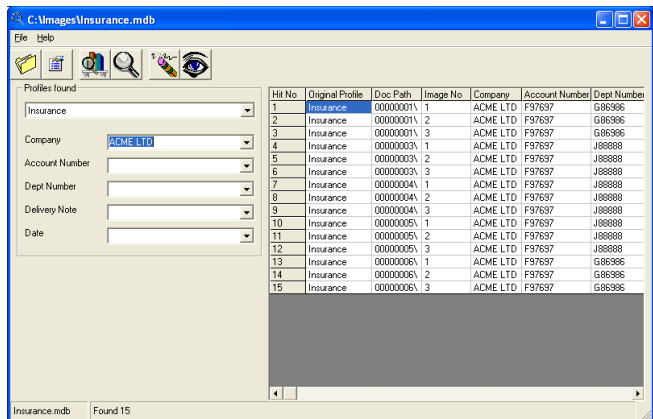 C:\Images\Insurance.mdb
File Help
Profiles found
Insurance
Company ACME LTD
Account Number
Dept Number
Delivery Note
Date
Hit No Original Profile Doc Path Image No Company Account Number Dept Number
1 Insurance 00000001\ 1 ACME LTD F97697 G86986
2 Insurance 00000001\ 2 ACME LTD F97697 G86986
3 Insurance 00000001\ 3 ACME LTD F97697 G86986
4 Insurance 00000003\ 1 ACME LTD F97697 J88888
5 Insurance 00000003\ 2 ACME LTD F97697 J88888
6 Insurance 00000003\ 3 ACME LTD F97697 J88888
7 Insurance 00000004\ 1 ACME LTD F97697 J88888
8 Insurance 00000004\ 2 ACME LTD F97697 J88888
9 Insurance 00000004\ 3 ACME LTD F97697 J88888
10 Insurance 00000005\ 1 ACME LTD F97697 J88888
11 Insurance 00000005\ 2 ACME LTD F97697 J88888
12 Insurance 00000005\ 3 ACME LTD F97697 J88888
13 Insurance 00000006\ 1 ACME LTD F97697 G86986
14 Insurance 00000006\ 2 ACME LTD F97697 G86986
15 Insurance 00000006\ 3 ACME LTD F97697 G86986
Insurance.mdb Found 15